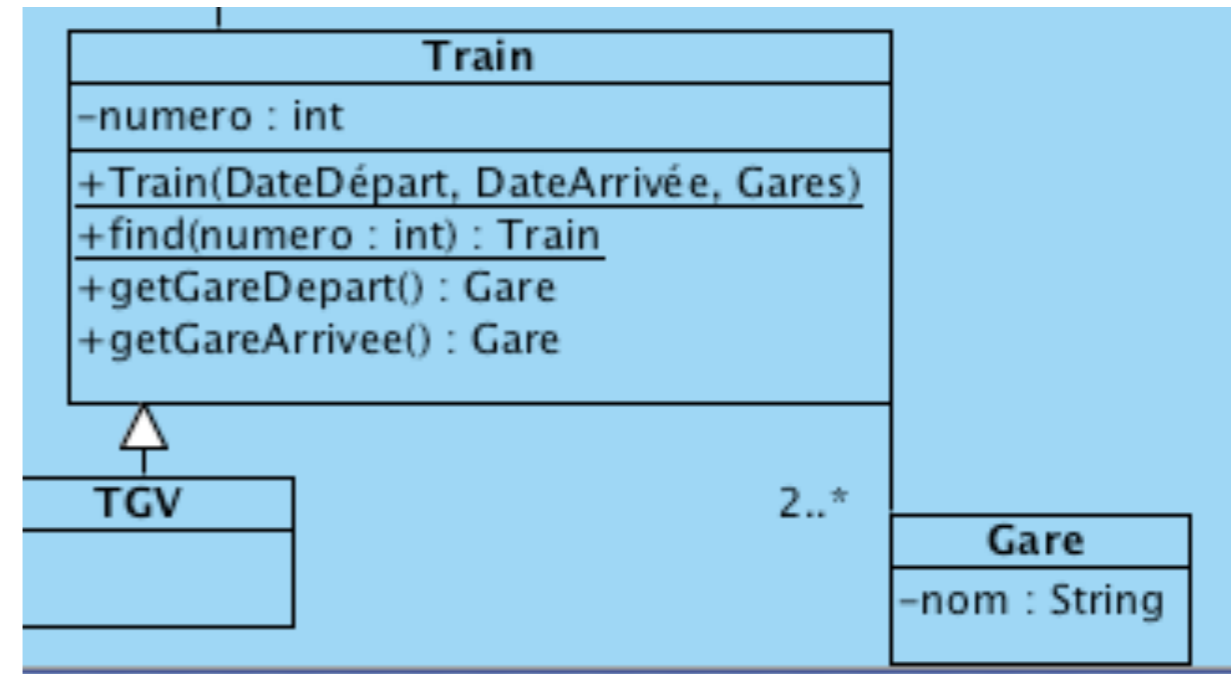 Train
-numero : int
+Train(DateDépart, DateArrivée, Gares)
+find(numero : int) : Train
+getGareDepart() : Gare
+getGareArrivee() : Gare
TGV
2..*
Gare
-nom : String